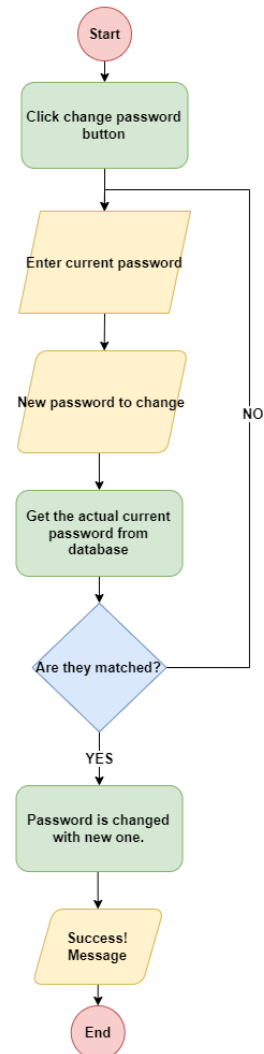 Start
Click change password
button
Enter current password
New password to change
NO
Get the actual current
password from
database
Are they matched?
YES
Password is changed
with new one.
Success!
Message
End